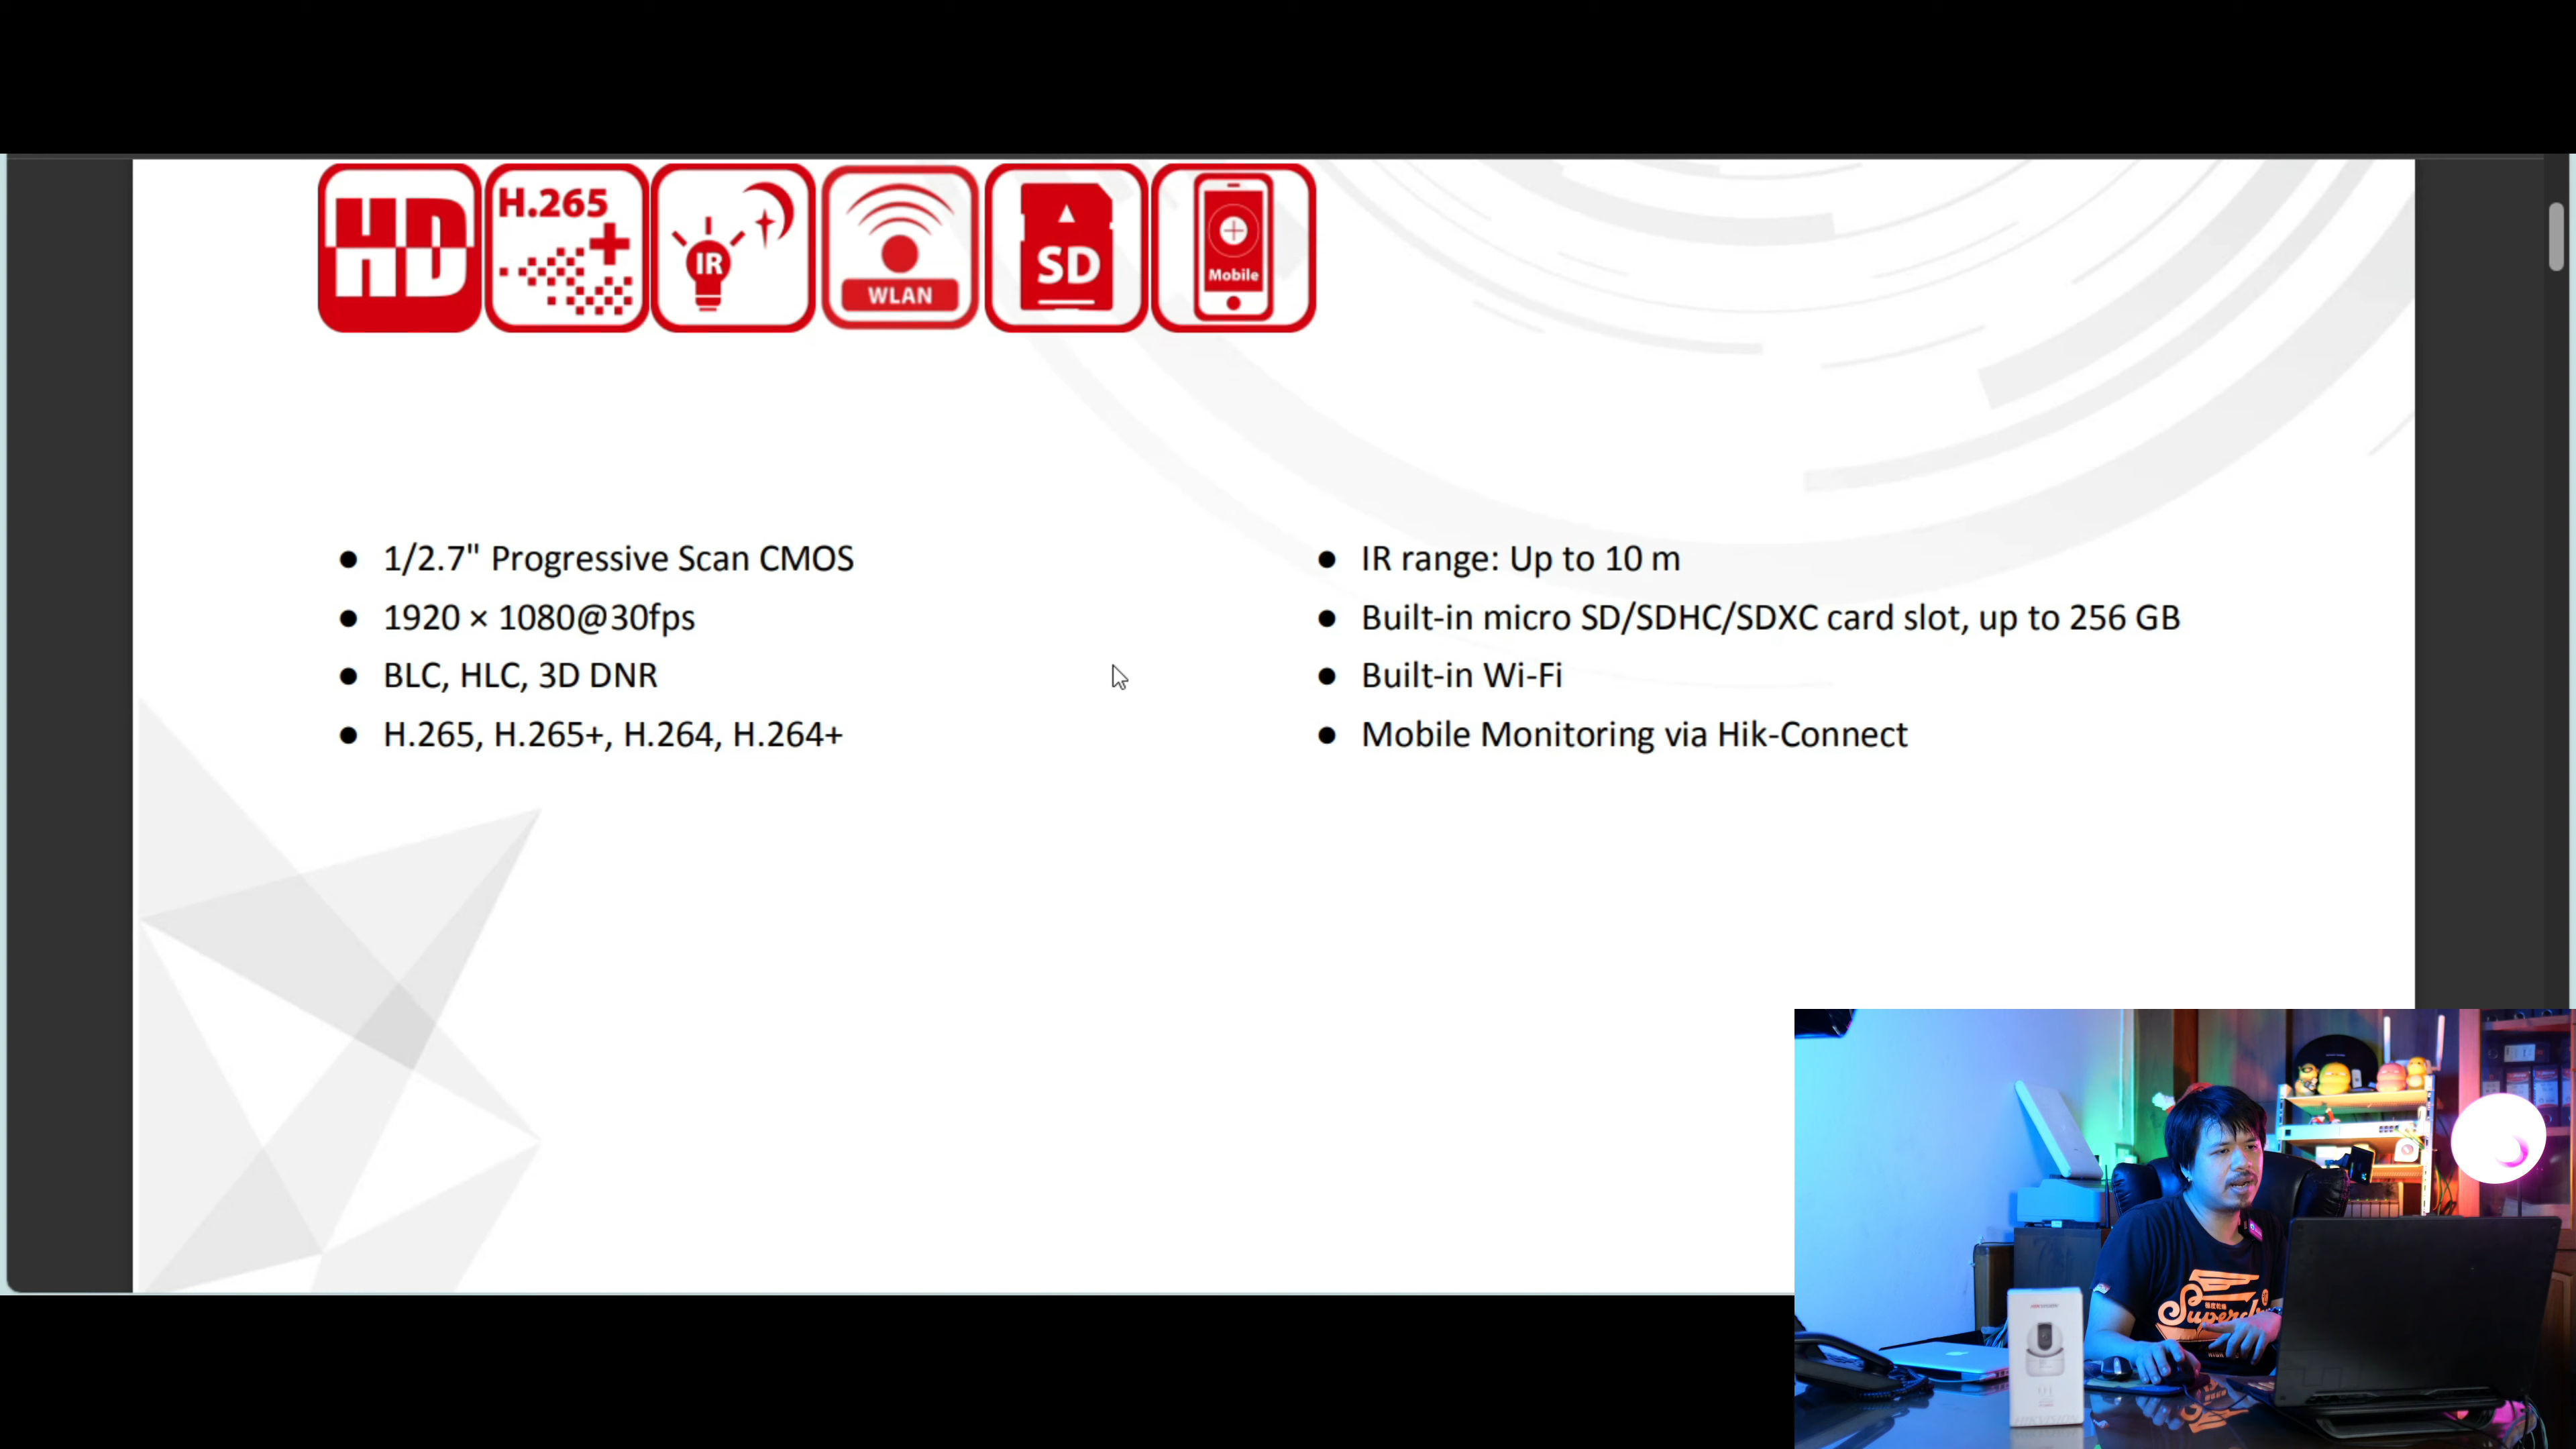 HD
H.265
+
IR
WLAN
SD
Mobile
● 1/2.7" Progressive Scan CMOS
● 1920 × 1080@30fps
● BLC, HLC, 3D DNR
● H.265, H.265+, H.264, H.264+
● IR range: Up to 10 m
● Built-in micro SD/SDHC/SDXC card slot, up to 256 GB
● Built-in Wi-Fi
● Mobile Monitoring via Hik-Connect
HIKVISION